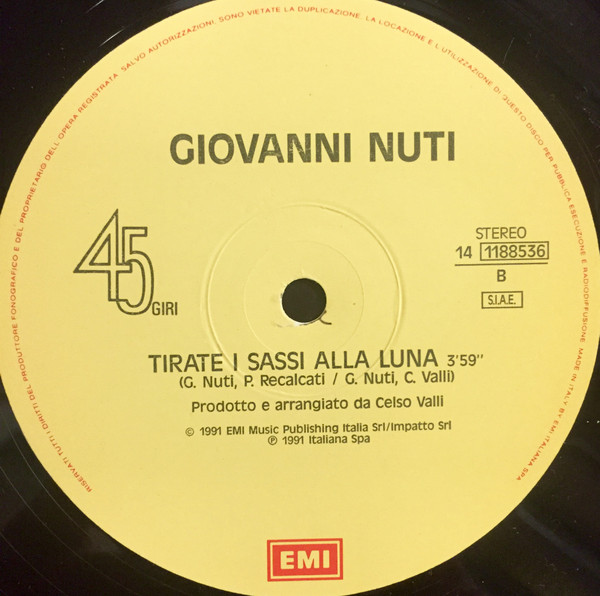 RISERVATI TUTTI I DIRITTI DEL PRODUTTORE FONOGRAFICO E DEL PROPRIETARIO DELL'OPERA REGISTRATA. SALVO AUTORIZZAZIONI, SONO VIETATE LA DUPLICAZIONE, LA LOCAZIONE E L'UTILIZZAZIONE DI QUESTO DISCO PER PUBBLICA ESECUZIONE E RADIODIFFUSIONE. MADE IN ITALY BY EMI ITALIANA SPA
GIOVANNI NUTI
45 GIRI
STEREO
14 1188536
B
S.I.A.E.
TIRATE I SASSI ALLA LUNA 3'59"
(G. Nuti, P. Recalcati / G. Nuti, C. Valli)
Prodotto e arrangiato da Celso Valli
© 1991 EMI Music Publishing Italia Srl/Impatto Srl
℗ 1991 Italiana Spa
EMI